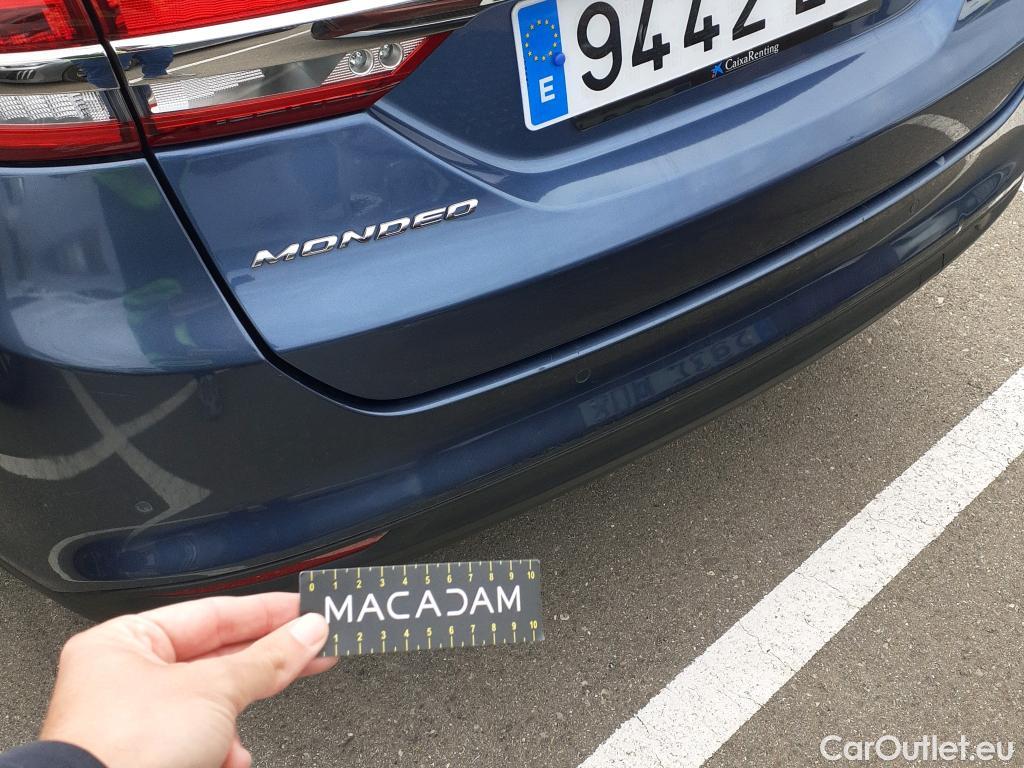 9442
E
CaixaRenting
MONDEO
0 1 2 3 4 5 6 7 8 9 10
MACADAM
1 2 3 4 5 6 7 8 9 10
CarOutlet.eu